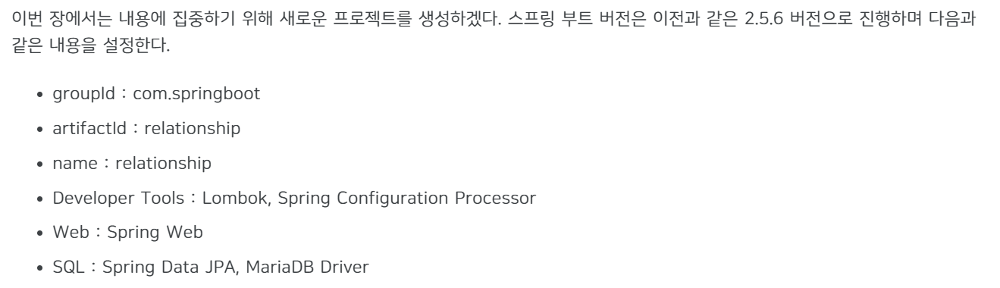 이번 장에서는 내용에 집중하기 위해 새로운 프로젝트를 생성하겠다. 스프링 부트 버전은 이전과 같은 2.5.6 버전으로 진행하며 다음과
같은 내용을 설정한다.
• groupId : com.springboot
• artifactId : relationship
• name : relationship
• Developer Tools : Lombok, Spring Configuration Processor
• Web : Spring Web
• SQL : Spring Data JPA, MariaDB Driver